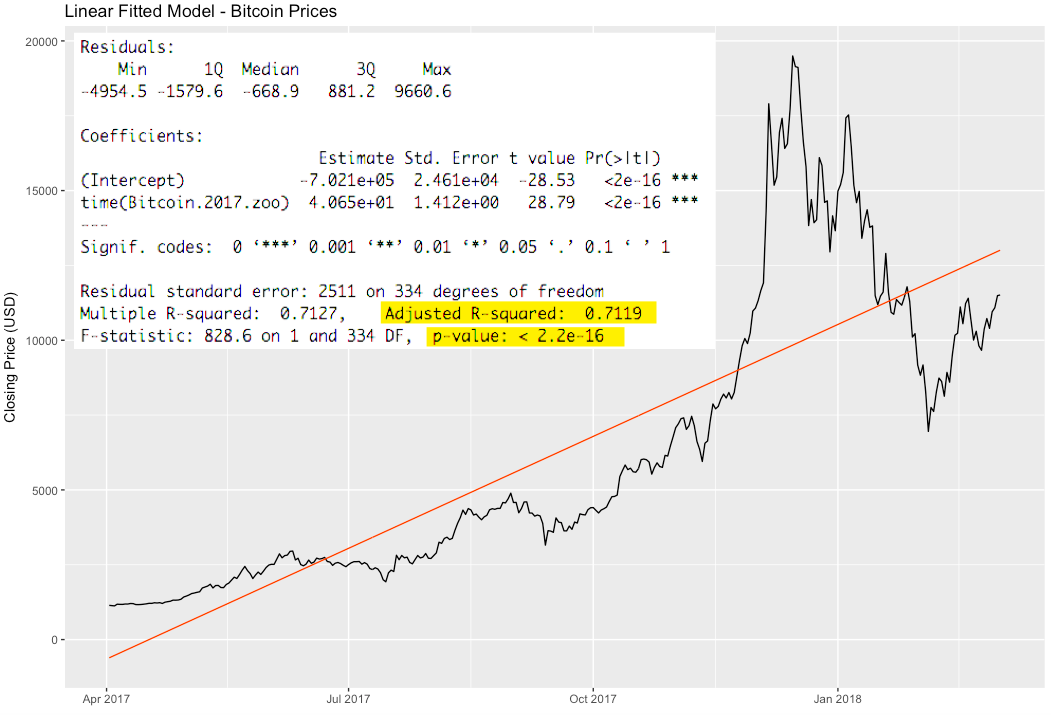 Linear Fitted Model - Bitcoin Prices
20000
Residuals:
Min 1Q Median 3Q Max
-4954.5 -1579.6 -668.9 881.2 9660.6
Coefficients:
Estimate Std. Error t value Pr(>|t|)
(Intercept) -7.021e+05 2.461e+04 -28.53 <2e-16 ***
time(Bitcoin.2017.zoo) 4.065e+01 1.412e+00 28.79 <2e-16 ***
---
Signif. codes: 0 ‘***’ 0.001 ‘**’ 0.01 ‘*’ 0.05 ‘.’ 0.1 ‘ ’ 1
Residual standard error: 2511 on 334 degrees of freedom
Multiple R-squared: 0.7127, Adjusted R-squared: 0.7119
F-statistic: 828.6 on 1 and 334 DF, p-value: < 2.2e-16
15000
10000
5000
0
Closing Price (USD)
Apr 2017 Jul 2017 Oct 2017 Jan 2018